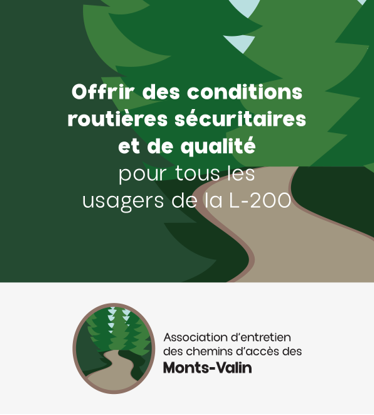 Offrir des conditions
routières sécuritaires
et de qualité
pour tous les
usagers de la L-200
Association d'entretien
des chemins d'accès des
Monts-Valin